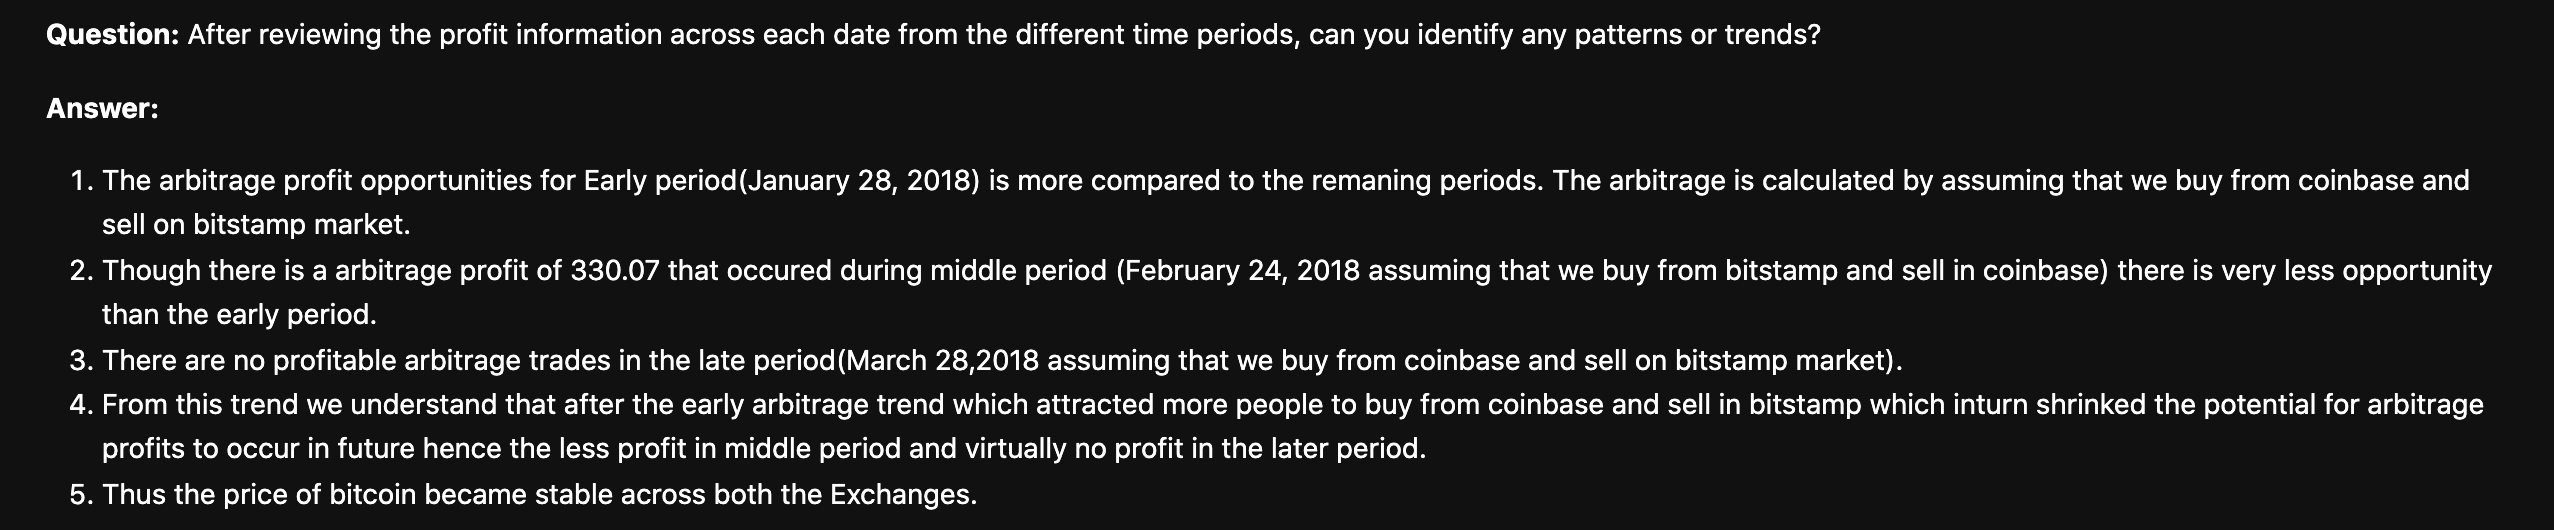 Question: After reviewing the profit information across each date from the different time periods, can you identify any patterns or trends?
Answer:
1. The arbitrage profit opportunities for Early period(January 28, 2018) is more compared to the remaning periods. The arbitrage is calculated by assuming that we buy from coinbase and
sell on bitstamp market.
2. Though there is a arbitrage profit of 330.07 that occured during middle period (February 24, 2018 assuming that we buy from bitstamp and sell in coinbase) there is very less opportunity
than the early period.
3. There are no profitable arbitrage trades in the late period(March 28,2018 assuming that we buy from coinbase and sell on bitstamp market).
4. From this trend we understand that after the early arbitrage trend which attracted more people to buy from coinbase and sell in bitstamp which inturn shrinked the potential for arbitrage
profits to occur in future hence the less profit in middle period and virtually no profit in the later period.
5. Thus the price of bitcoin became stable across both the Exchanges.